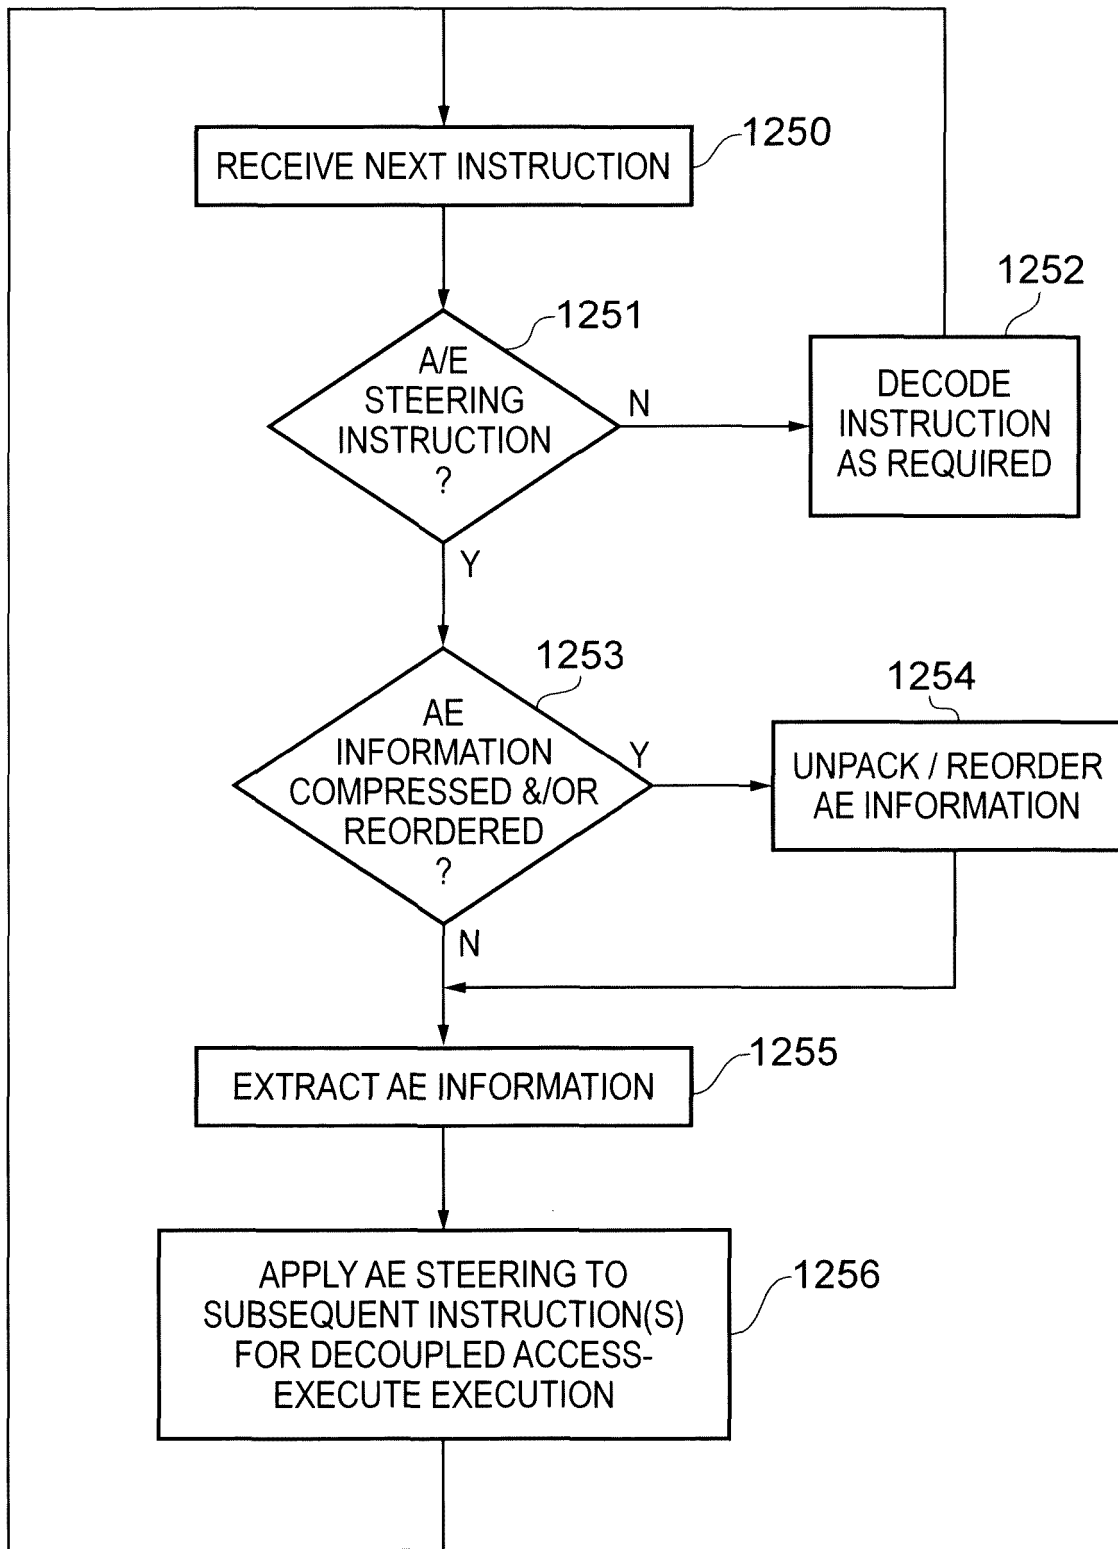 1250
RECEIVE NEXT INSTRUCTION
1251
A/E
STEERING
INSTRUCTION
?
N
1252
DECODE
INSTRUCTION
AS REQUIRED
Y
1253
AE
INFORMATION
COMPRESSED &/OR
REORDERED
?
Y
1254
UNPACK / REORDER
AE INFORMATION
N
1255
EXTRACT AE INFORMATION
1256
APPLY AE STEERING TO
SUBSEQUENT INSTRUCTION(S)
FOR DECOUPLED ACCESS-
EXECUTE EXECUTION